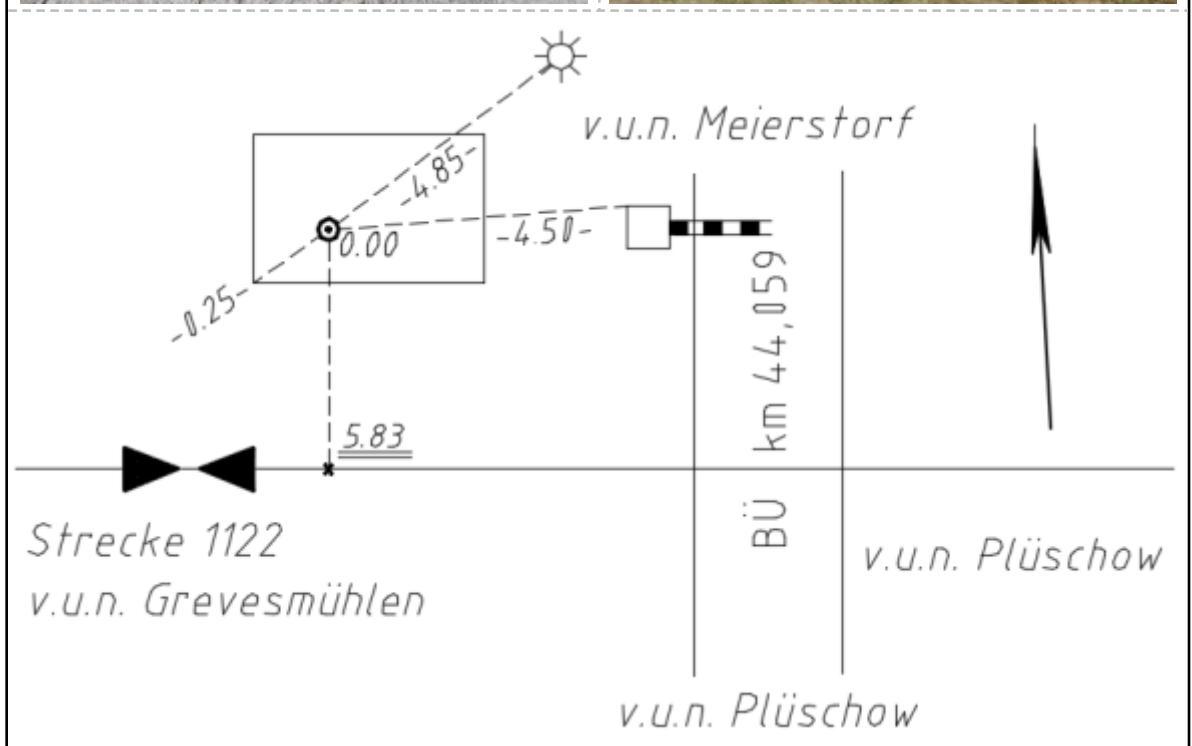 v.u.n. Meierstorf
-4.85-
-4.50-
0.00
-0.25-
BÜ km 44,059
5.83
Strecke 1122
v.u.n. Grevesmühlen
v.u.n. Plüschow
v.u.n. Plüschow